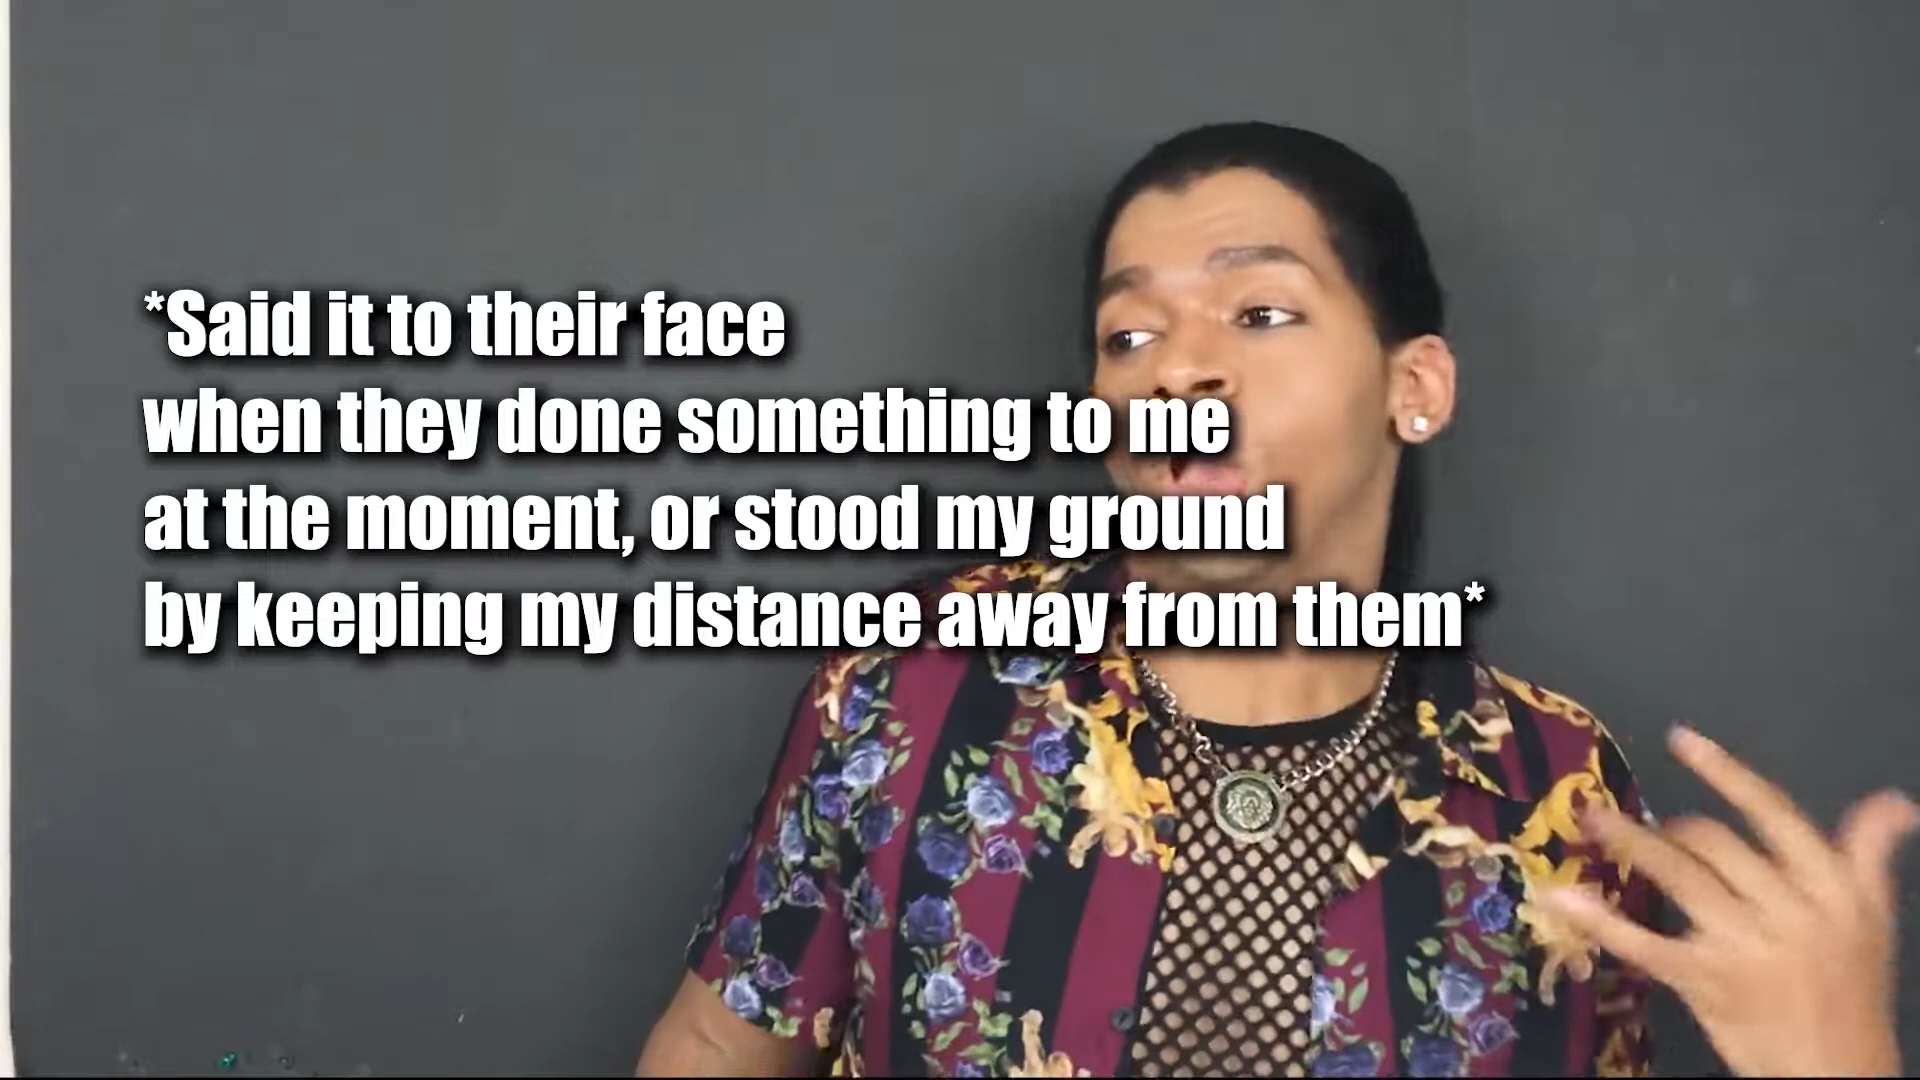 *Said it to their face
when they done something to me
at the moment, or stood my ground
by keeping my distance away from them*